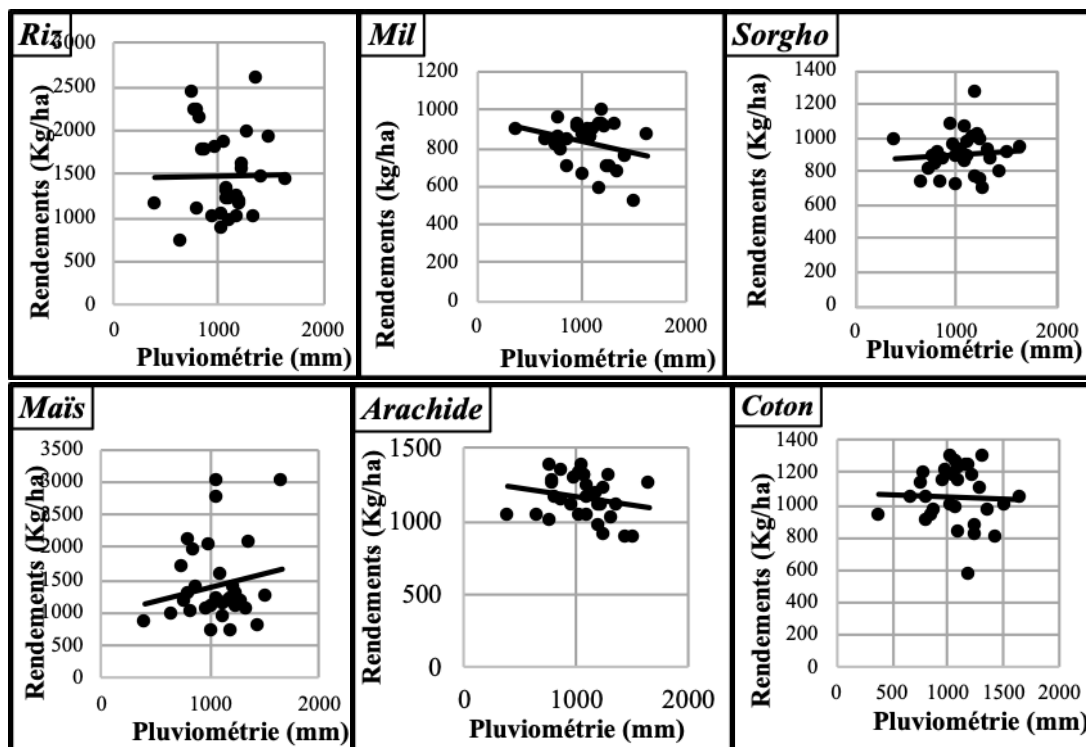 Riz
3000
2500
2000
1500
1000
500
0
0 1000 2000
Rendements (Kg/ha)
Pluviométrie (mm)
Mil
1200
1000
800
600
400
200
0
0 1000 2000
Rendements (kg/ha)
Pluviométrie (mm)
Sorgho
1400
1200
1000
800
600
400
200
0
0 1000 2000
Rendements (Kg/ha)
Pluviométrie (mm)
Maïs
3500
3000
2500
2000
1500
1000
500
0
0 1000 2000
Rendements (Kg/ha)
Pluviométrie (mm)
Arachide
1500
1000
500
0
0 1000 2000
Rendements (Kg/ha)
Pluviométrie (mm)
Coton
1400
1200
1000
800
600
400
200
0
0 500 1000 1500 2000
Rendements (Kg/ha)
Pluviométrie (mm)